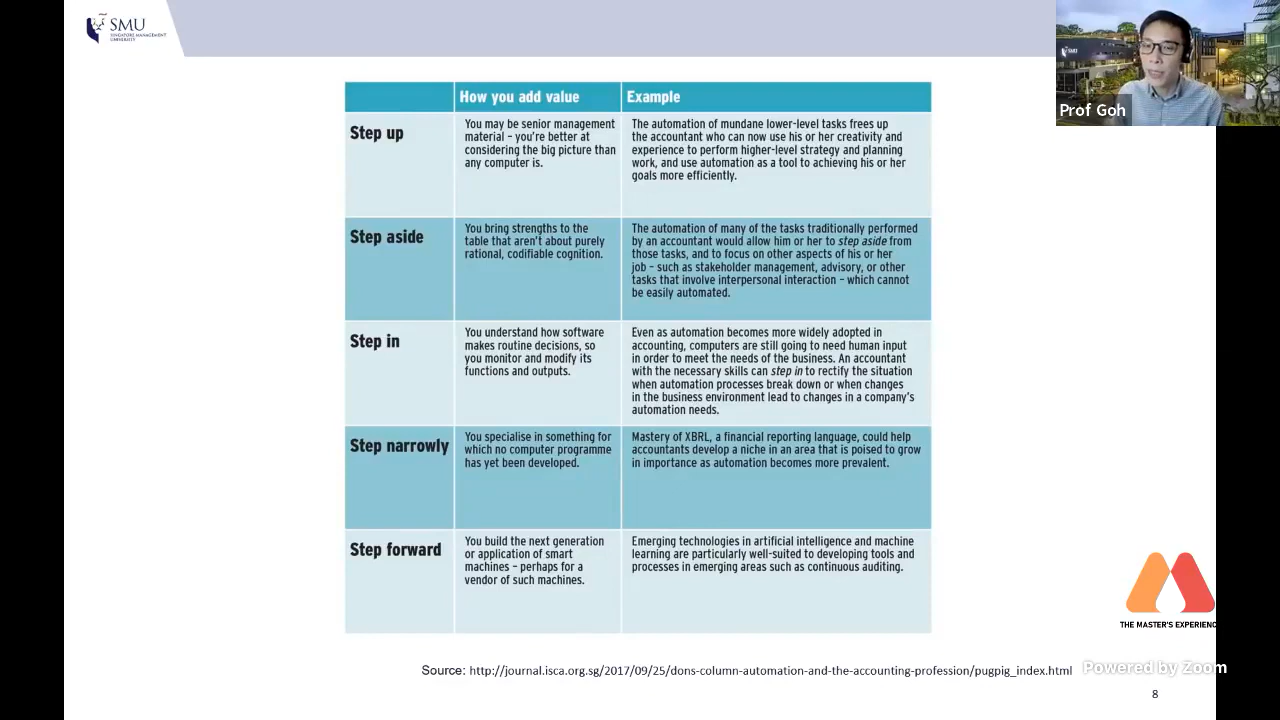 SMU
SINGAPORE MANAGEMENT
UNIVERSITY
SMU
Prof Goh
How you add value
Example
Step up
You may be senior management
material – you're better at
considering the big picture than
any computer is.
The automation of mundane lower-level tasks frees up
the accountant who can now use his or her creativity and
experience to perform higher-level strategy and planning
work, and use automation as a tool to achieving his or her
goals more efficiently.
Step aside
You bring strengths to the
table that aren't about purely
rational, codifiable cognition.
The automation of many of the tasks traditionally performed
by an accountant would allow him or her to step aside from
those tasks, and to focus on other aspects of his or her
job – such as stakeholder management, advisory, or other
tasks that involve interpersonal interaction – which cannot
be easily automated.
Step in
You understand how software
makes routine decisions, so
you monitor and modify its
functions and outputs.
Even as automation becomes more widely adopted in
accounting, computers are still going to need human input
in order to meet the needs of the business. An accountant
with the necessary skills can step in to rectify the situation
when automation processes break down or when changes
in the business environment lead to changes in a company's
automation needs.
Step narrowly
You specialise in something for
which no computer programme
has yet been developed.
Mastery of XBRL, a financial reporting language, could help
accountants develop a niche in an area that is poised to grow
in importance as automation becomes more prevalent.
Step forward
You build the next generation
or application of smart
machines – perhaps for a
vendor of such machines.
Emerging technologies in artificial intelligence and machine
learning are particularly well-suited to developing tools and
processes in emerging areas such as continuous auditing.
THE MASTER'S EXPERIENC
Source: http://journal.isca.org.sg/2017/09/25/dons-column-automation-and-the-accounting-profession/pugpig_index.html
Powered by Zoom
8